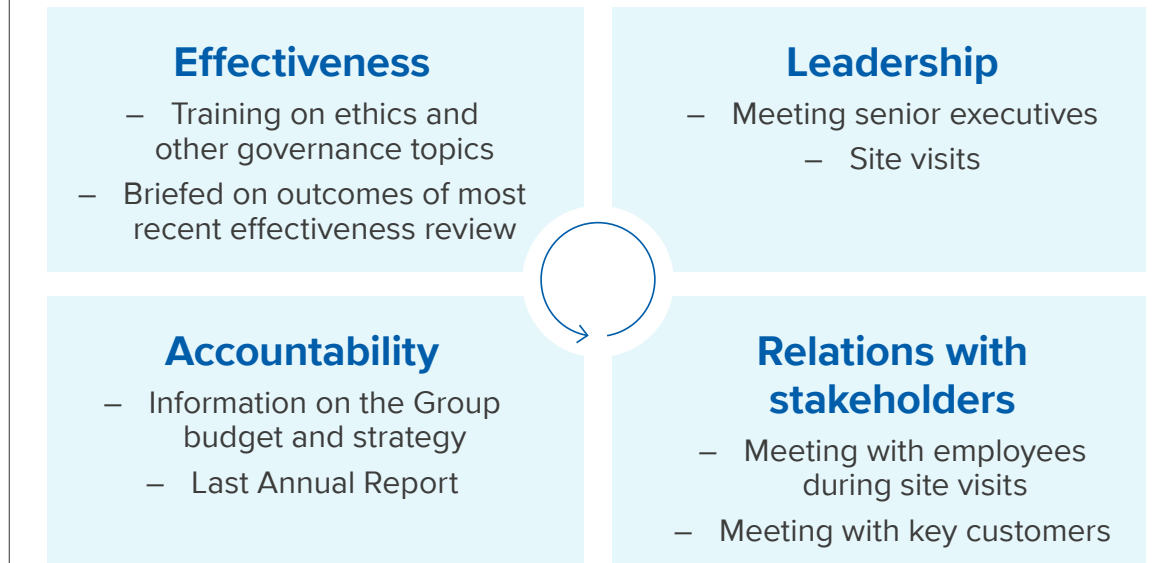 Effectiveness
– Training on ethics and
other governance topics
– Briefed on outcomes of most
recent effectiveness review
Leadership
– Meeting senior executives
– Site visits
Accountability
– Information on the Group
budget and strategy
– Last Annual Report
Relations with
stakeholders
– Meeting with employees
during site visits
– Meeting with key customers